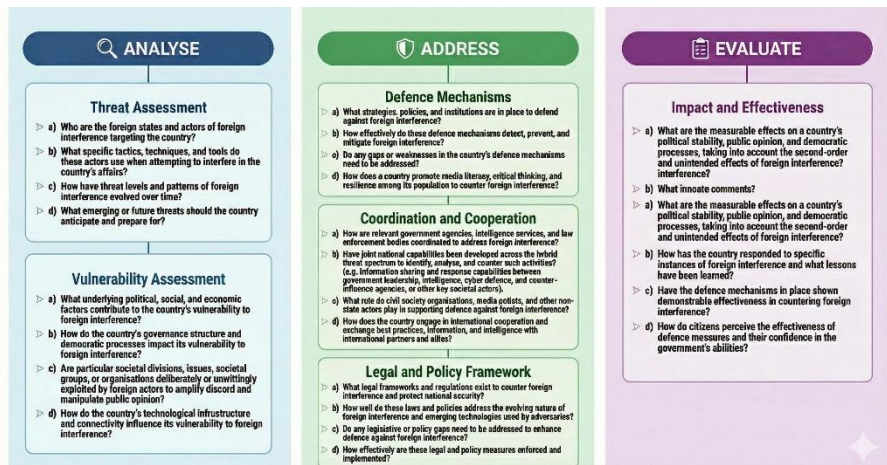 ANALYSE
Threat Assessment
a) Who are the foreign states and actors of foreign
interference targeting the country?
b) What specific tactics, techniques, and tools do
these actors use when attempting to interfere in the
country's affairs?
c) How have threat levels and patterns of foreign
interference evolved over time?
d) What emerging or future threats should the country
anticipate and prepare for?
Vulnerability Assessment
a) What underlying political, social, and economic
factors contribute to the country's vulnerability to
foreign interference?
b) How do the country's governance structure and
democratic processes impact its vulnerability to
foreign interference?
c) Are particular societal divisions, issues, societal
groups, or organisations deliberately or unwittingly
exploited by foreign actors to amplify discord and
manipulate public opinion?
d) How do the country's technological infrustructure
and connectivity influence its vulnerability to foreign
interference?
ADDRESS
Defence Mechanisms
a) What strategies, policies, and institutions are in place to defend
against foreign interference?
b) How effectively do these defence mechanisms detect, prevent, and
mitigate foreign interference?
c) Do any gaps or weaknesses in the country's defence mechanisms
need to be addressed?
d) How does a country promote media literacy, critical thinking, and
resilience among its population to counter foreign interference?
Coordination and Cooperation
a) How are relevant government agencies, intelligence services, and law
enforcement bodies coordinated to address foreign interference?
b) Have joint national capabilities been developed across the hybrid
threat spectrum to identify, analyse, and counter such activities?
(e.g. Information sharing and response capabilities between
government leadership, intelligence, cyber defence, and counter-
influence agencies, or other key societal actors).
c) What role do civil society organisations, media potists, and other non-
state actors play in supporting defence against foreign interference?
d) How does the country engage in international cooperation and
exchange best practices, information, and intelligence with
international partners and allies?
Legal and Policy Framework
a) What legal frameworks and regulations exist to counter foreign
interference and protect national security?
b) How well do these laws and policies address the evolving nature of
foreign interference and emerging technologies used by adversaries?
c) Do any legislative or policy gaps need to be addressed to enhance
defence against foreign interference?
d) How effectively are these legal and policy measures enforced and
implemented?
EVALUATE
Impact and Effectiveness
a) What are the measurable effects on a country's
political stability, public opinion, and democratic
processes, taking into account the second-order
and unintended effects of foreign interference?
interference?
b) What innoate comments?
a) What are the measurable effects on a country's
political stability, public opinion, and democratic
processes, taking into account the second-order
and unintended effects of foreign interference?
b) How has the country responded to specific
instances of foreign interference and what lessons
have been learned?
c) Have the defence mechanisms in place shown
demonstrable effectiveness in countering foreign
interference?
d) How do citizens perceive the effectiveness of
defence measures and their confidence in the
government's abilities?